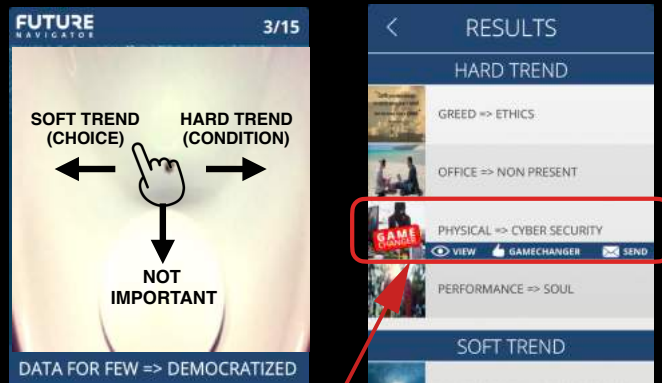 FUTURE
NAVIGATOR
3/15
SOFT TREND
(CHOICE)
HARD TREND
(CONDITION)
NOT
IMPORTANT
DATA FOR FEW => DEMOCRATIZED
RESULTS
HARD TREND
GREED => ETHICS
OFFICE => NON PRESENT
GAME
CHANGER
PHYSICAL => CYBER SECURITY
VIEW GAMECHANGER SEND
PERFORMANCE => SOUL
SOFT TREND